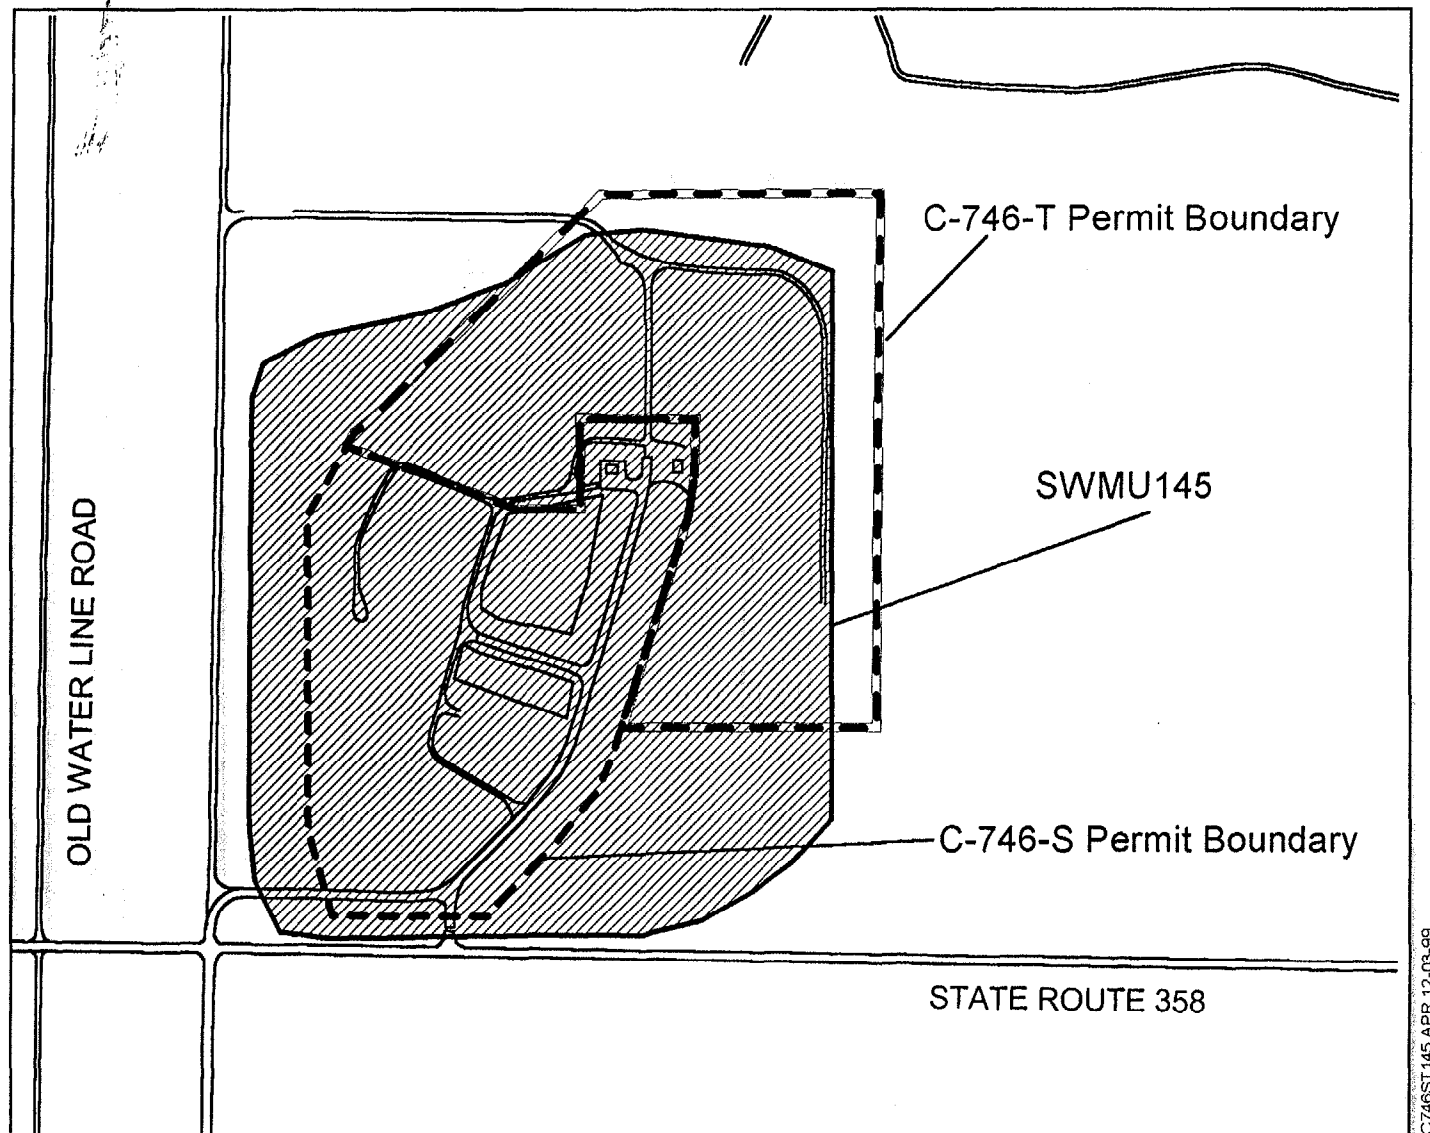 C-746-T Permit Boundary
SWMU145
OLD WATER LINE ROAD
C-746-S Permit Boundary
STATE ROUTE 358
C746ST145.APR 12-03-99